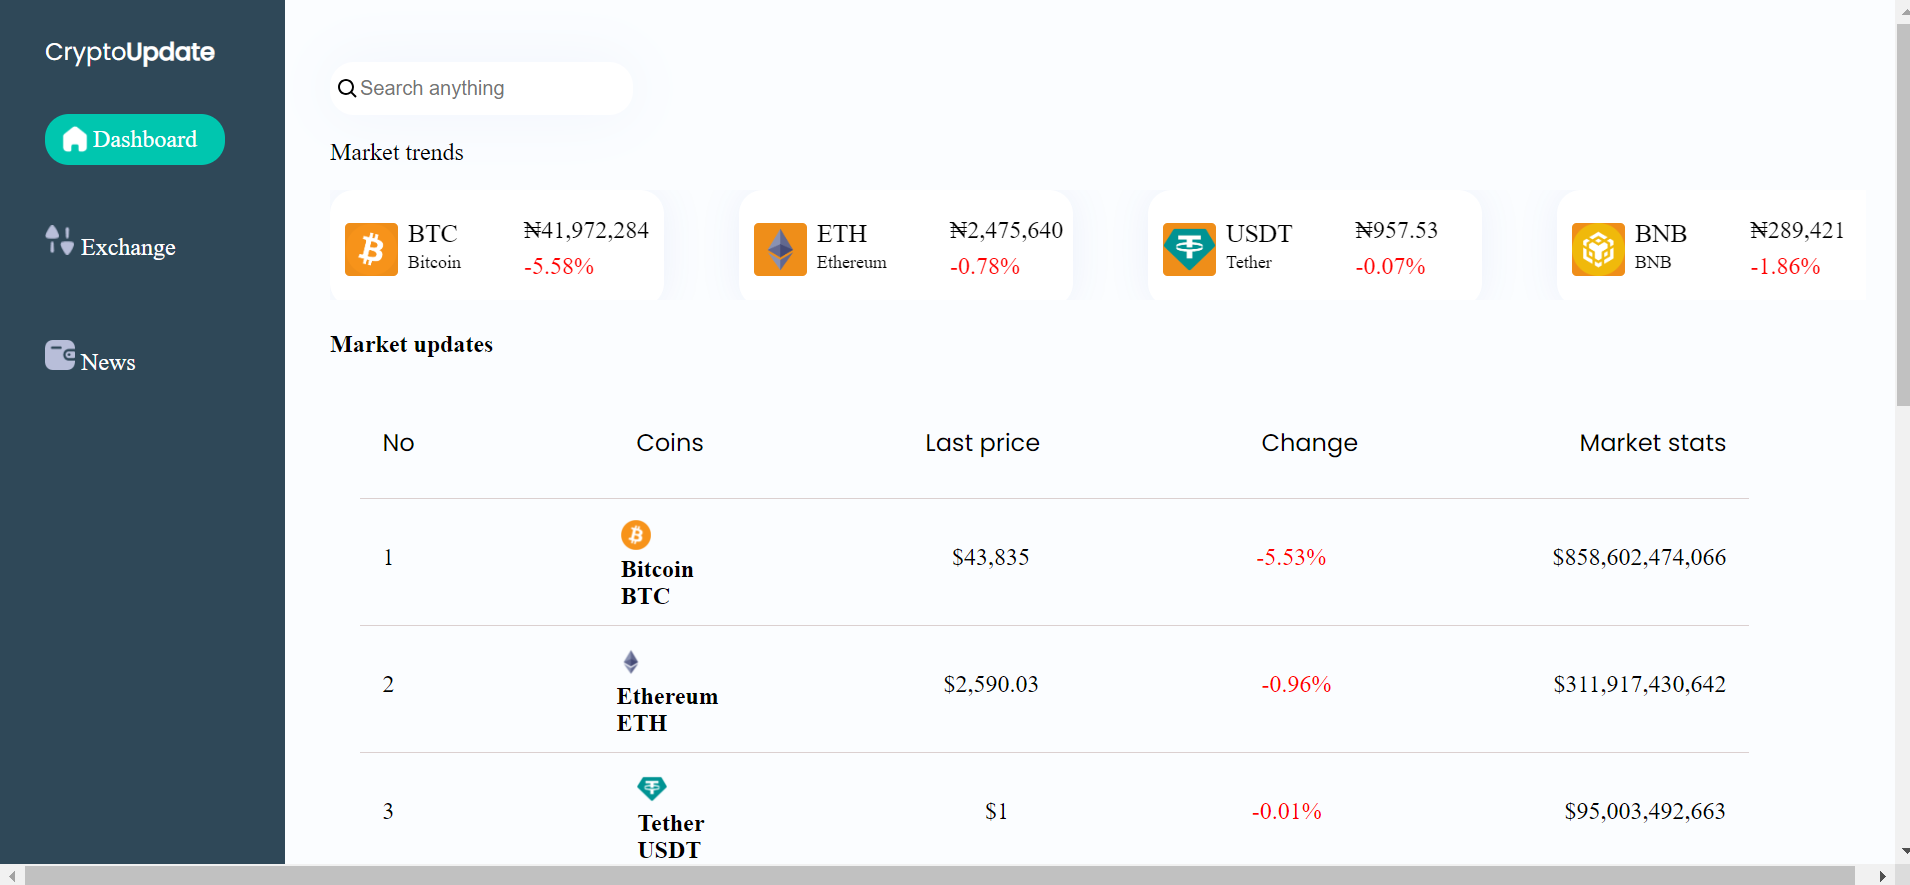 CryptoUpdate
Dashboard
Exchange
News
Search anything
Market trends
BTC ₦41,972,284
Bitcoin -5.58%
ETH ₦2,475,640
Ethereum -0.78%
USDT ₦957.53
Tether -0.07%
BNB ₦289,421
BNB -1.86%
Market updates
No Coins Last price Change Market stats
1 Bitcoin BTC $43,835 -5.53% $858,602,474,066
2 Ethereum ETH $2,590.03 -0.96% $311,917,430,642
3 Tether USDT $1 -0.01% $95,003,492,663